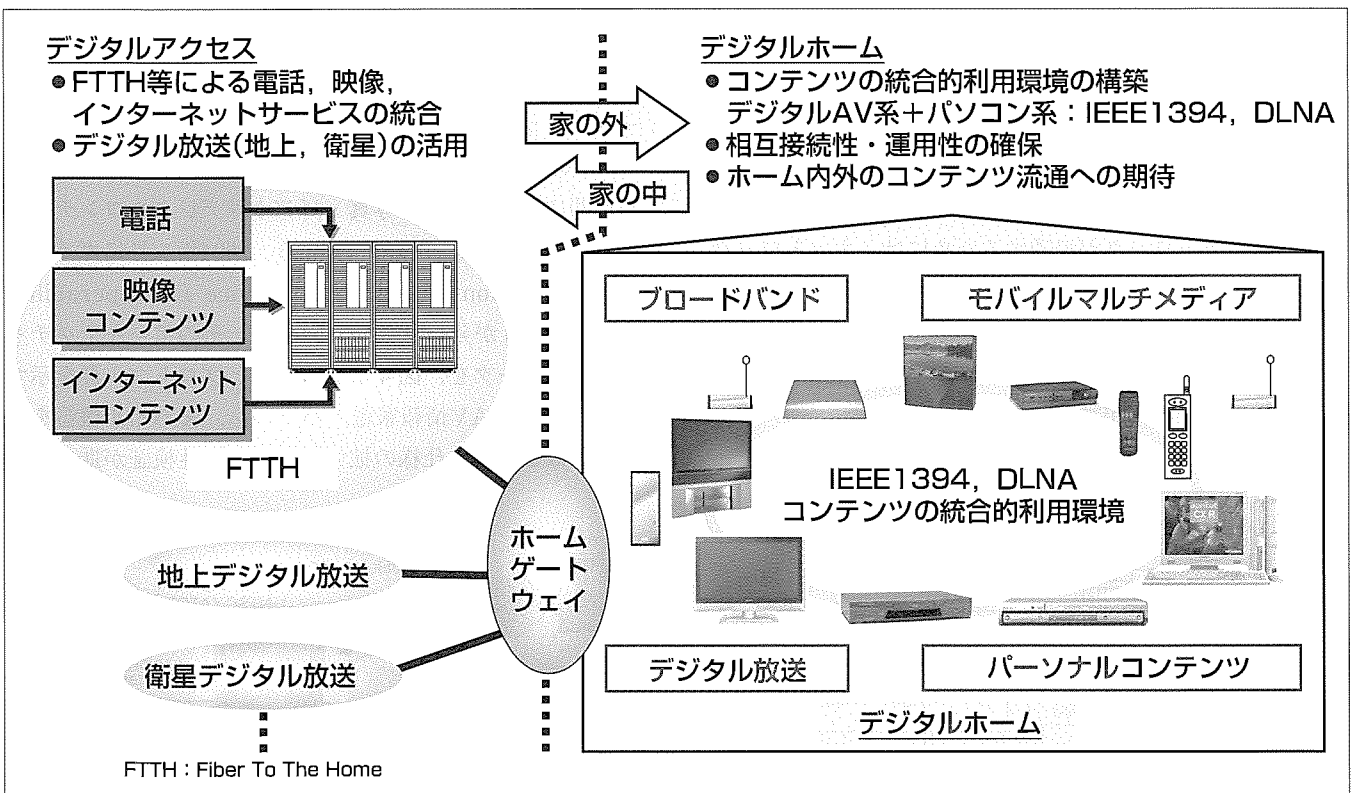 デジタルアクセス
●FTTH等による電話，映像，
インターネットサービスの統合
●デジタル放送(地上，衛星)の活用
家の外
家の中
デジタルホーム
●コンテンツの統合的利用環境の構築
デジタルAV系＋パソコン系：IEEE1394，DLNA
●相互接続性・運用性の確保
●ホーム内外のコンテンツ流通への期待
電話
映像
コンテンツ
インターネット
コンテンツ
FTTH
地上デジタル放送
衛星デジタル放送
ホーム
ゲート
ウェイ
ブロードバンド
モバイルマルチメディア
IEEE1394，DLNA
コンテンツの統合的利用環境
デジタル放送
パーソナルコンテンツ
デジタルホーム
FTTH：Fiber To The Home